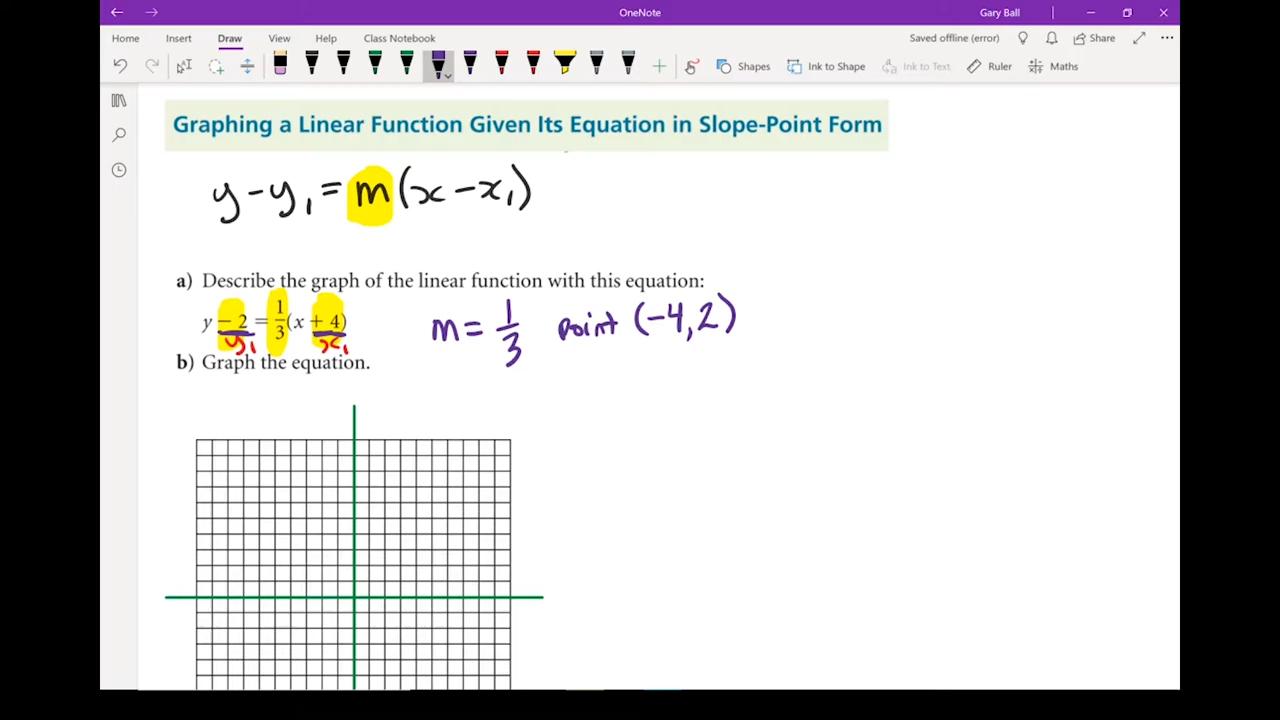 OneNote
Gary Ball
Home Insert Draw View Help Class Notebook
Saved offline (error) Share
Shapes Ink to Shape Ink to Text Ruler Maths
Graphing a Linear Function Given Its Equation in Slope-Point Form
y - y₁ = m(x - x₁)
a) Describe the graph of the linear function with this equation:
y - 2 = 1/3(x + 4) m = 1/3 point (-4, 2)
y₁ x₁
b) Graph the equation.